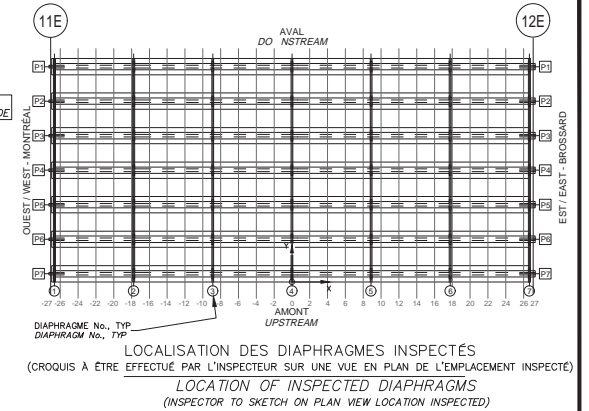 11E
12E
AVAL
DO NSTREAM
DE
P1
P1
P2
P2
P3
P3
P4
P4
P5
P5
P6
P6
P7
P7
OUEST / WEST - MONTRÉAL
EST / EAST - BROSSARD
Y
X
1 2 3 4 5 6 7
-27 -26 -24 -22 -20 -18 -16 -14 -12 -10 -8 -6 -4 -2 0 2 4 6 8 10 12 14 16 18 20 22 24 26 27
AMONT
UPSTREAM
DIAPHRAGME No., TYP
DIAPHRAGM No., TYP
LOCALISATION DES DIAPHRAGMES INSPECTÉS
(CROQUIS À ÊTRE EFFECTUÉ PAR L'INSPECTEUR SUR UNE VUE EN PLAN DE L'EMPLACEMENT INSPECTÉ)
LOCATION OF INSPECTED DIAPHRAGMS
(INSPECTOR TO SKETCH ON PLAN VIEW LOCATION INSPECTED)